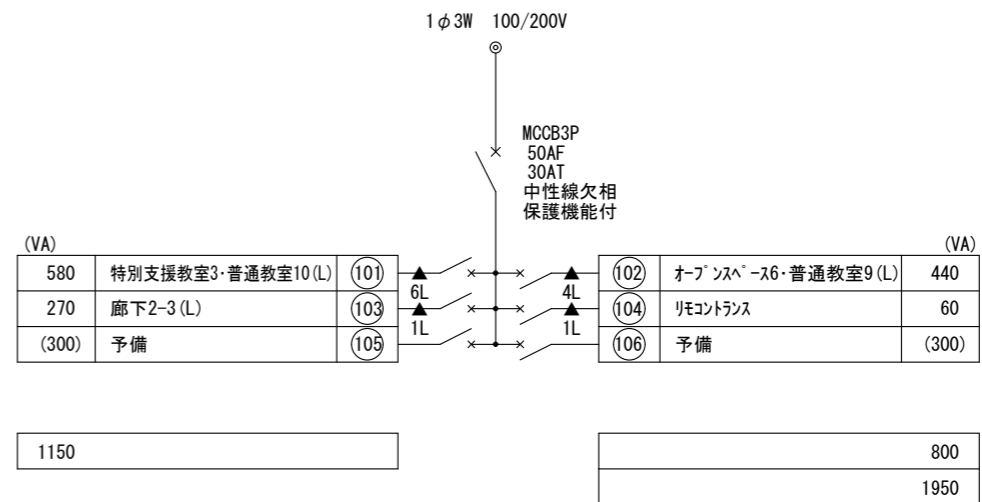 1φ3W 100/200V
MCCB3P
50AF
30AT
中性線欠相
保護機能付
(VA)
(VA)
580 特別支援教室3・普通教室10(L) 101
6L
4L
102 オープンスペース6・普通教室9(L) 440
270 廊下2-3(L) 103
1L
1L
104 リモコントランス 60
(300) 予備 105
106 予備 (300)
1150
800
1950